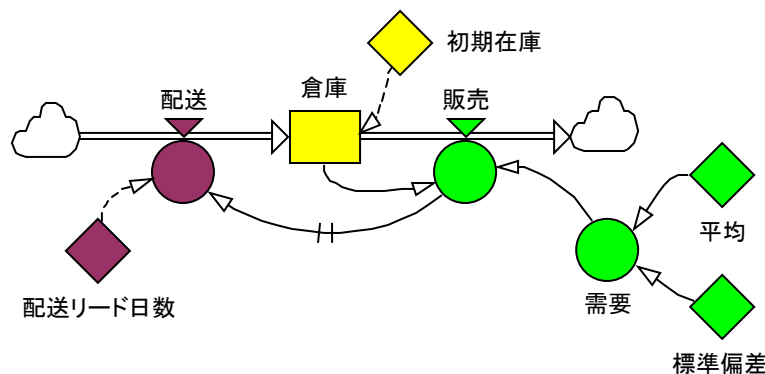 初期在庫
倉庫
配送
販売
平均
配送リード日数
需要
標準偏差